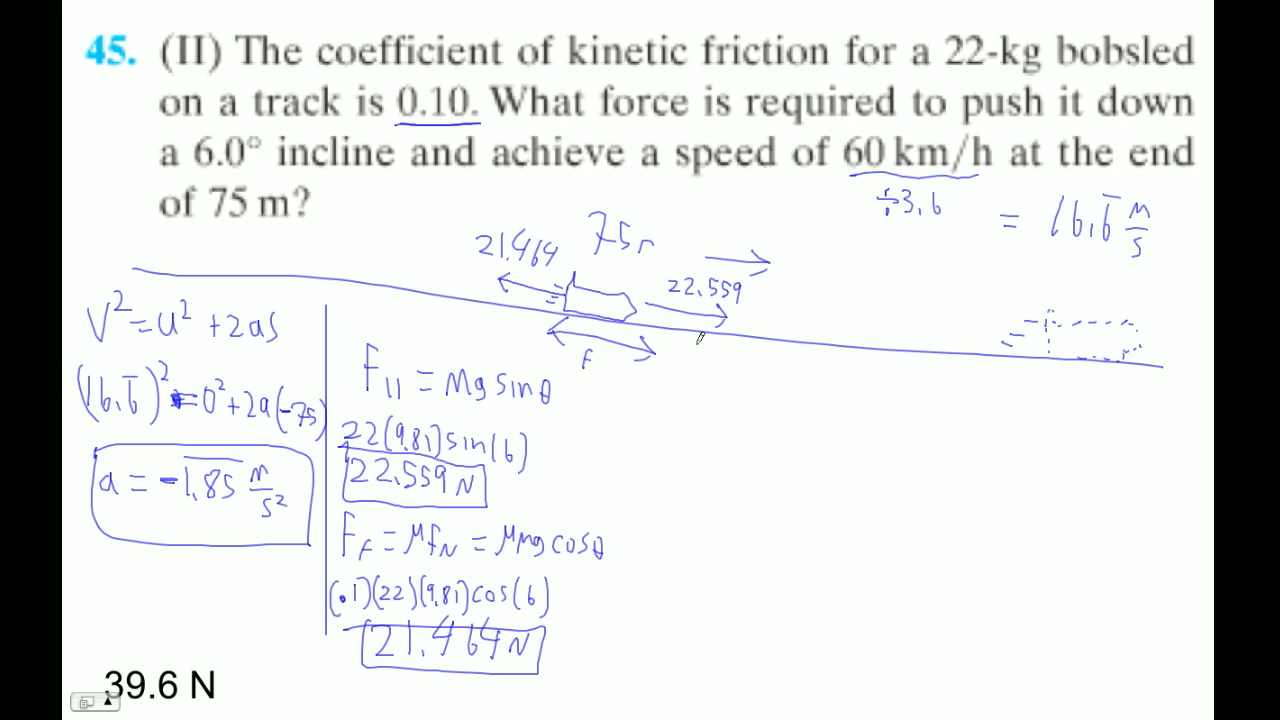 45. (II) The coefficient of kinetic friction for a 22-kg bobsled
on a track is 0.10. What force is required to push it down
a 6.0° incline and achieve a speed of 60 km/h at the end
of 75 m?
÷3.6
= 16.6̅ m/s
75m
21.464
22.559
F
V² = u² + 2as
(16.6̅)² = 0² + 2a(-75)
a = -1.85 m/s²
F∥ = mg sinθ
22(9.81)sin(6)
22.559 N
F_F = μF_N = μmg cosθ
(.1)(22)(9.81)cos(6)
21.464 N
39.6 N